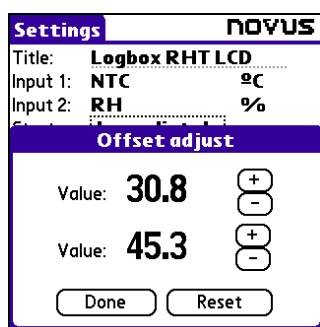 Settings novus
Title: Logbox RHT LCD
Input 1: NTC ºC
Input 2: RH %
Offset adjust
Value: 30.8 +
-
Value: 45.3 +
-
Done Reset